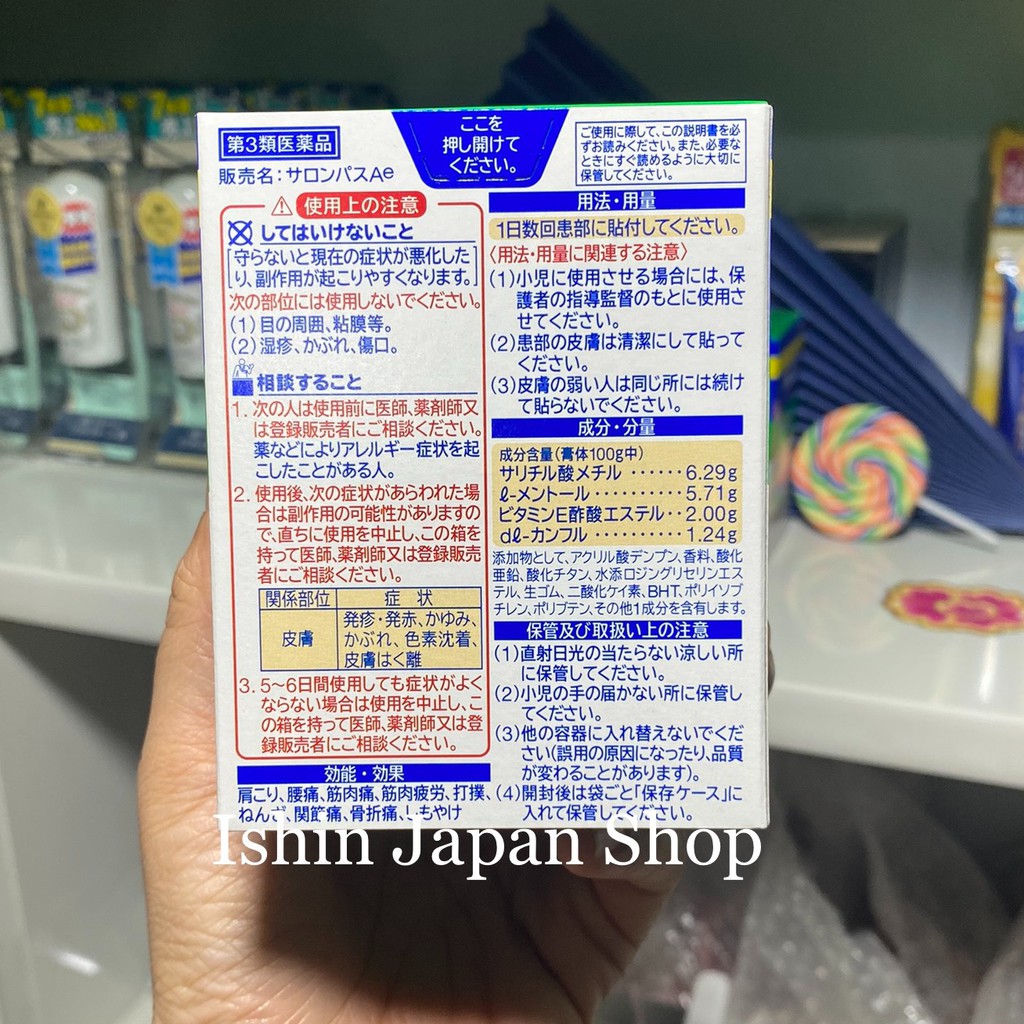 第3類医薬品
販売名:サロンパスAe
ここを
押し開けて
ください。
ご使用に際して、この説明書を必
ずお読みください。また、必要な
ときにすぐ読めるように大切に
保管してください。
使用上の注意
してはいけないこと
守らないと現在の症状が悪化した
り、副作用が起こりやすくなります。
次の部位には使用しないでください。
(1)目の周囲、粘膜等。
(2)湿疹、かぶれ、傷口。
相談すること
1. 次の人は使用前に医師、薬剤師又
は登録販売者にご相談ください。
薬などによりアレルギー症状を起
こしたことがある人。
2. 使用後、次の症状があらわれた場
合は副作用の可能性がありますの
で、直ちに使用を中止し、この箱を
持って医師、薬剤師又は登録販売
者にご相談ください。
関係部位 症 状
皮膚
発疹・発赤、かゆみ、
かぶれ、色素沈着、
皮膚はく離
3. 5〜6日間使用しても症状がよく
ならない場合は使用を中止し、こ
の箱を持って医師、薬剤師又は登
録販売者にご相談ください。
効能・効果
肩こり、腰痛、筋肉痛、筋肉疲労、打撲、
ねんざ、関節痛、骨折痛、しもやけ
用法・用量
1日数回患部に貼付してください。
〈用法・用量に関連する注意〉
(1)小児に使用させる場合には、保
護者の指導監督のもとに使用さ
せてください。
(2)患部の皮膚は清潔にして貼って
ください。
(3)皮膚の弱い人は同じ所には続け
て貼らないでください。
成分・分量
成分含量(膏体100g中)
サリチル酸メチル ・・・・・・6.29g
ℓ-メントール・・・・・・・・・・5.71g
ビタミンE酢酸エステル・・2.00g
dℓ-カンフル・・・・・・・・・・1.24g
添加物として、アクリル酸デンプン、香料、酸化
亜鉛、酸化チタン、水添ロジングリセリンエス
テル、生ゴム、二酸化ケイ素、BHT、ポリイソブ
チレン、ポリブテン、その他1成分を含有します。
保管及び取扱い上の注意
(1)直射日光の当たらない涼しい所
に保管してください。
(2)小児の手の届かない所に保管し
てください。
(3)他の容器に入れ替えないでくだ
さい(誤用の原因になったり、品質
が変わることがあります)。
(4)開封後は袋ごと「保存ケース」に
入れて保管してください。
Ishin Japan Shop